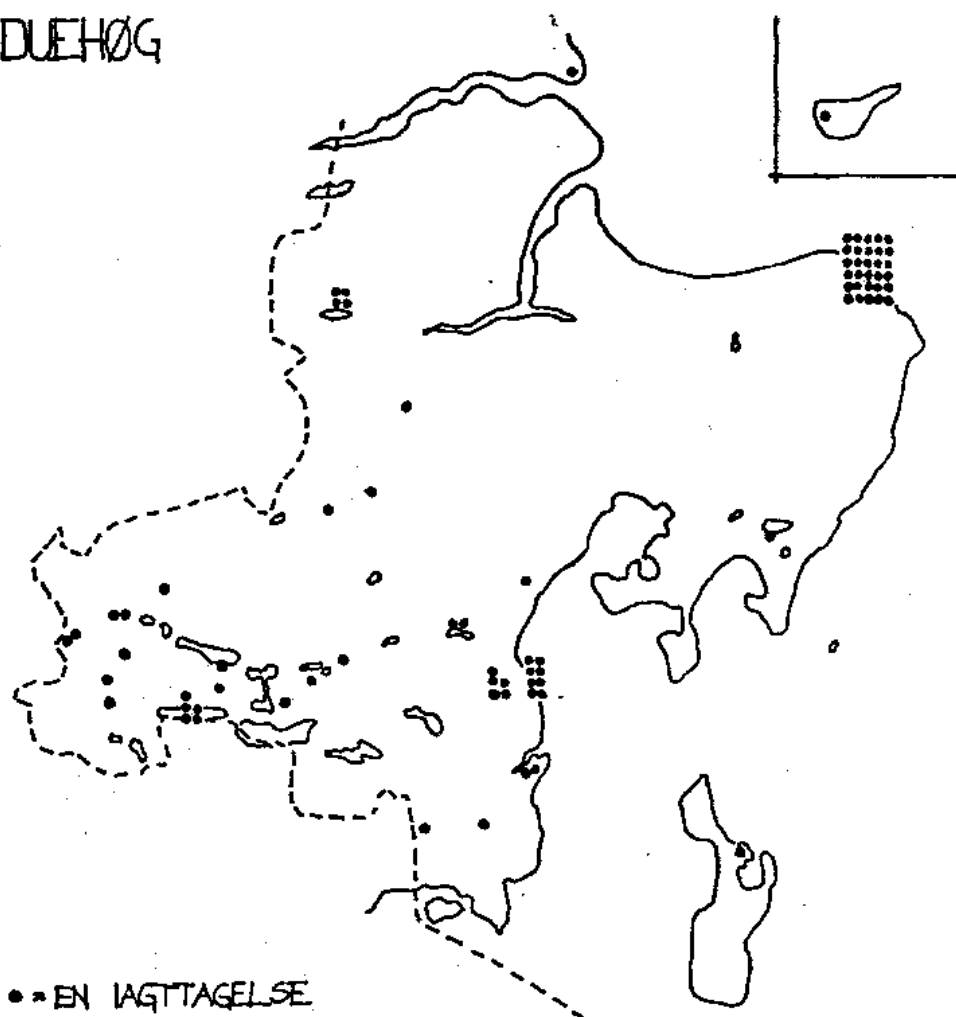 DUEHØG
● = EN IAGTTAGELSE